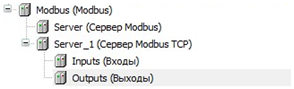 Modbus (Modbus)
Server (Сервер Modbus)
Server_1 (Сервер Modbus TCP)
Inputs (Входы)
Outputs (Выходы)